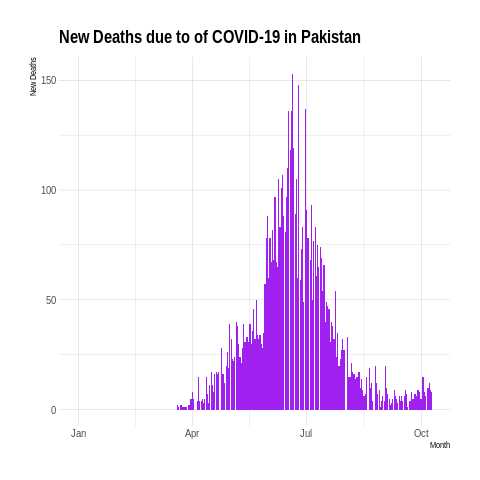 New Deaths due to of COVID-19 in Pakistan
New Deaths
150
100
50
0
Jan Apr Jul Oct
Month